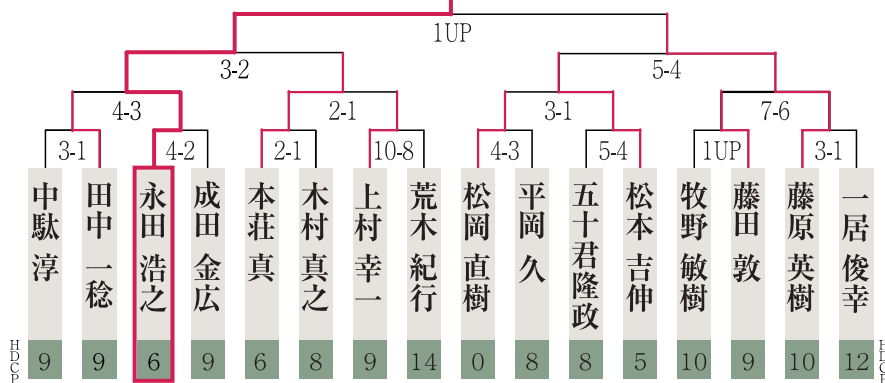 1UP
3-2
5-4
4-3
2-1
3-1
7-6
3-1
4-2
2-1
10-8
4-3
5-4
1UP
3-1
中駄 淳
田中 一稔
永田 浩之
成田 金広
本荘 真
木村 真之
上村 幸一
荒木 紀行
松岡 直樹
平岡 久
五十君隆政
松本 吉伸
牧野 敏樹
藤田 敦
藤原 英樹
一居 俊幸
HDCP
9
9
6
9
6
8
9
14
0
8
8
5
10
9
10
12
HDCP